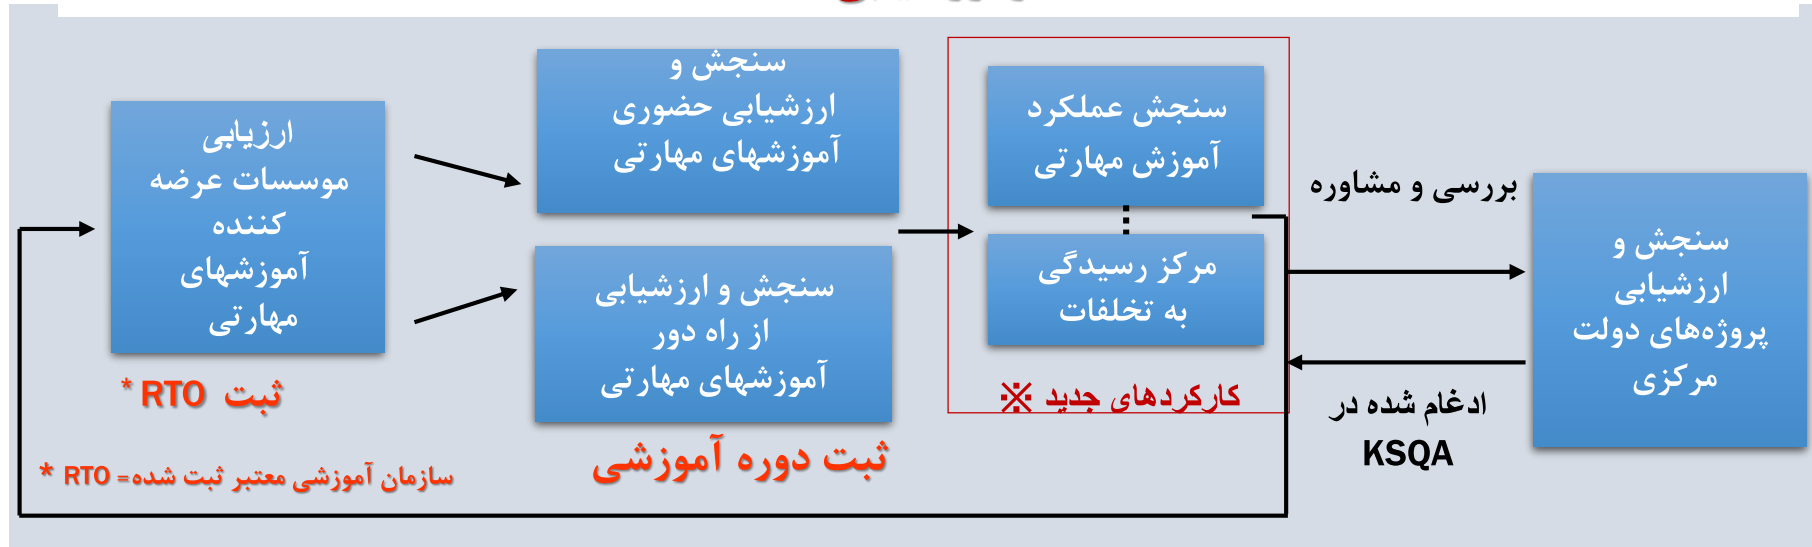 ارزیابی
موسسات عرضه
کننده
آموزشهای
مهارتی
ثبت RTO *
* RTO = سازمان آموزشی معتبر ثبت شده
سنجش و
ارزشیابی حضوری
آموزشهای مهارتی
سنجش و ارزشیابی
از راه دور
آموزشهای مهارتی
ثبت دوره آموزشی
سنجش عملکرد
آموزش مهارتی
مرکز رسیدگی
به تخلفات
کارکردهای جدید ※
بررسی و مشاوره
ادغام شده در
KSQA
سنجش و
ارزشیابی
پروژه‌های دولت
مرکزی